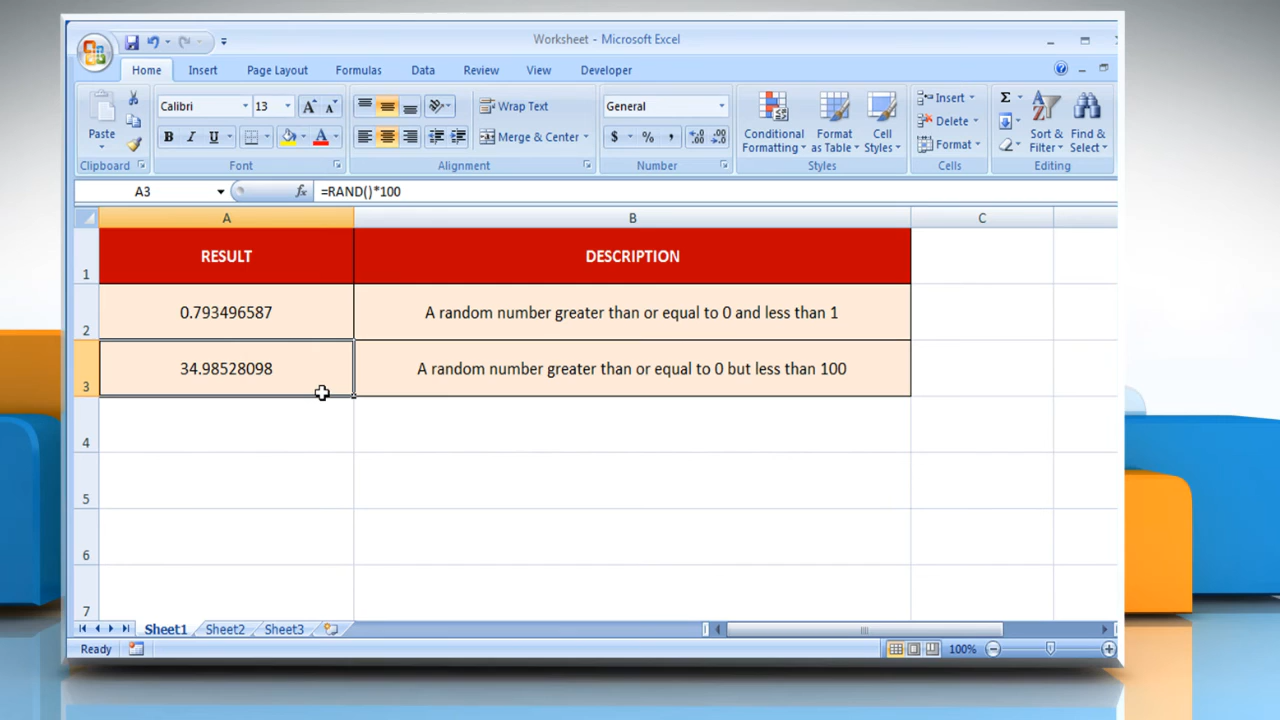 Worksheet - Microsoft Excel
Home Insert Page Layout Formulas Data Review View Developer
Calibri 13 A A Wrap Text General Insert Σ
Paste B I U A Merge & Center $ % , .00 .0 Conditional Formatting Format as Table Cell Styles Delete Format Sort & Filter Find & Select
Clipboard Font Alignment Number Styles Cells Editing
A3 fx =RAND()*100
A B C
1 RESULT DESCRIPTION
2 0.793496587 A random number greater than or equal to 0 and less than 1
3 34.98528098 A random number greater than or equal to 0 but less than 100
4
5
6
7
Sheet1 Sheet2 Sheet3
Ready 100%